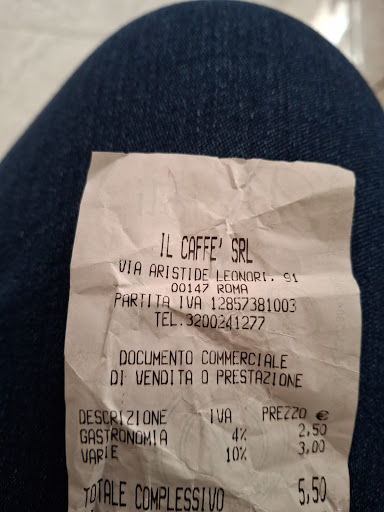 IL CAFFE' SRL
VIA ARISTIDE LEONORI, 91
00147 ROMA
PARTITA IVA 12857381003
TEL.3200241277
DOCUMENTO COMMERCIALE
DI VENDITA O PRESTAZIONE
DESCRIZIONE IVA PREZZO €
GASTRONOMIA 4% 2,50
VARIE 10% 3,00
TOTALE COMPLESSIVO 5,50